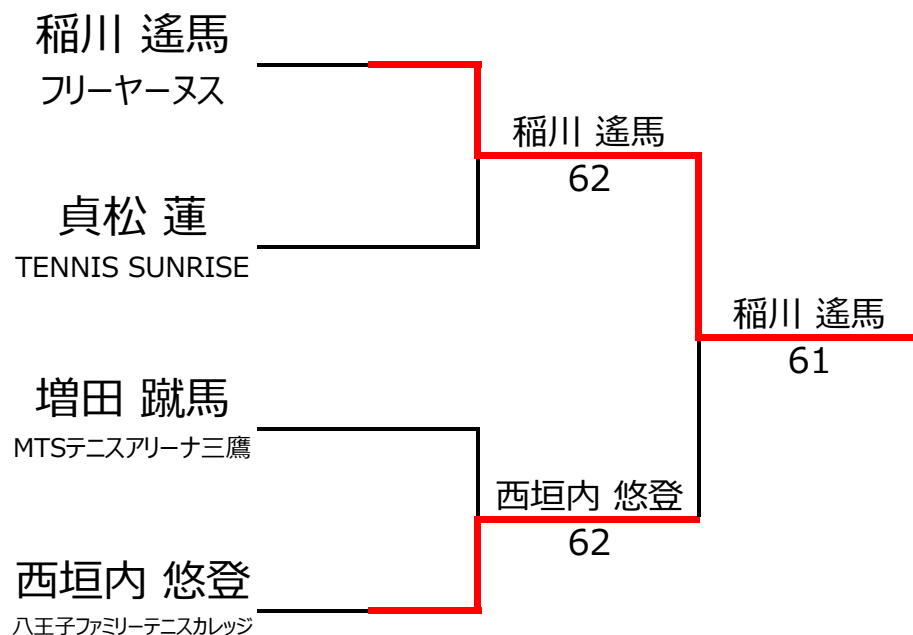 稲川 遙馬
フリーヤーヌス
稲川 遙馬
62
貞松 蓮
TENNIS SUNRISE
稲川 遙馬
61
増田 蹴馬
MTSテニスアリーナ三鷹
西垣内 悠登
62
西垣内 悠登
八王子ファミリーテニスカレッジ